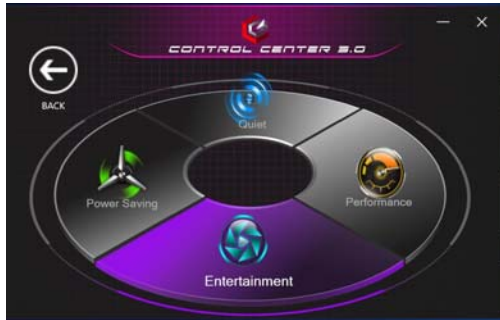 CONTROL CENTER 3.0
BACK
Quiet
Power Saving
Performance
Entertainment